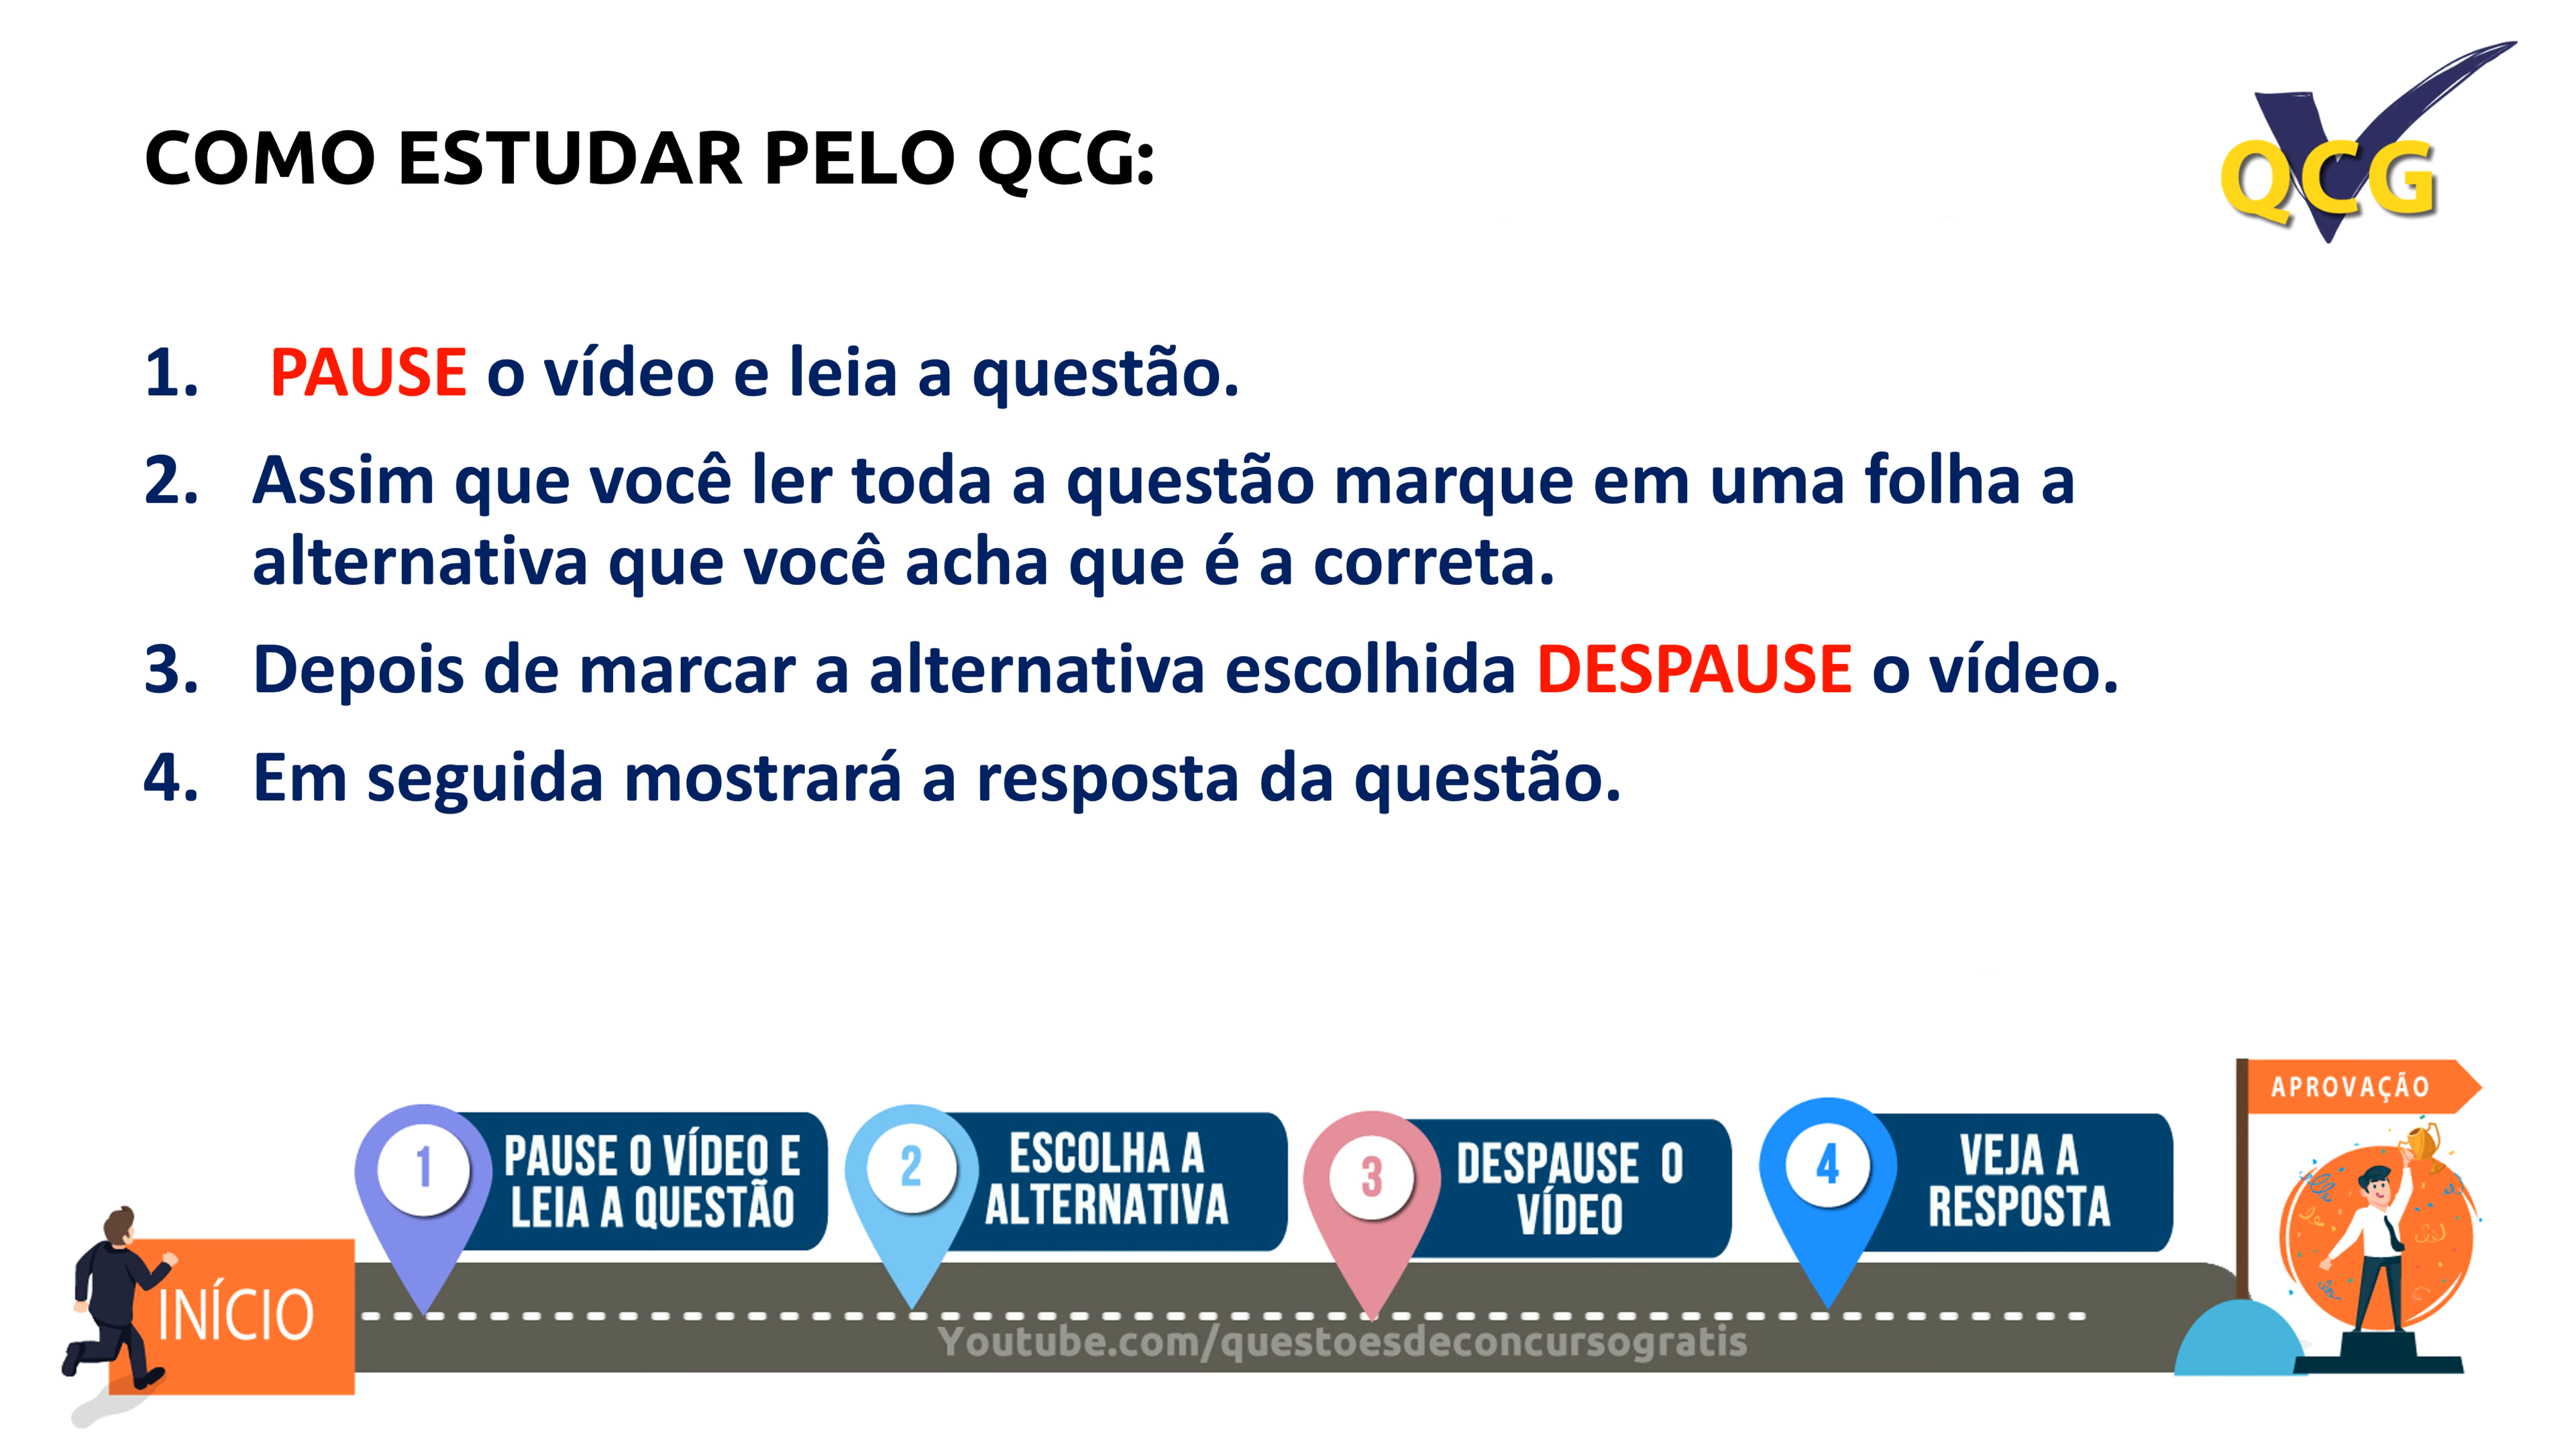 COMO ESTUDAR PELO QCG:
QCG
1. PAUSE o vídeo e leia a questão.
2. Assim que você ler toda a questão marque em uma folha a
alternativa que você acha que é a correta.
3. Depois de marcar a alternativa escolhida DESPAUSE o vídeo.
4. Em seguida mostrará a resposta da questão.
INÍCIO
1 PAUSE O VÍDEO E
LEIA A QUESTÃO
2 ESCOLHA A
ALTERNATIVA
3 DESPAUSE O
VÍDEO
4 VEJA A
RESPOSTA
APROVAÇÃO
Youtube.com/questoesdeconcursogratis